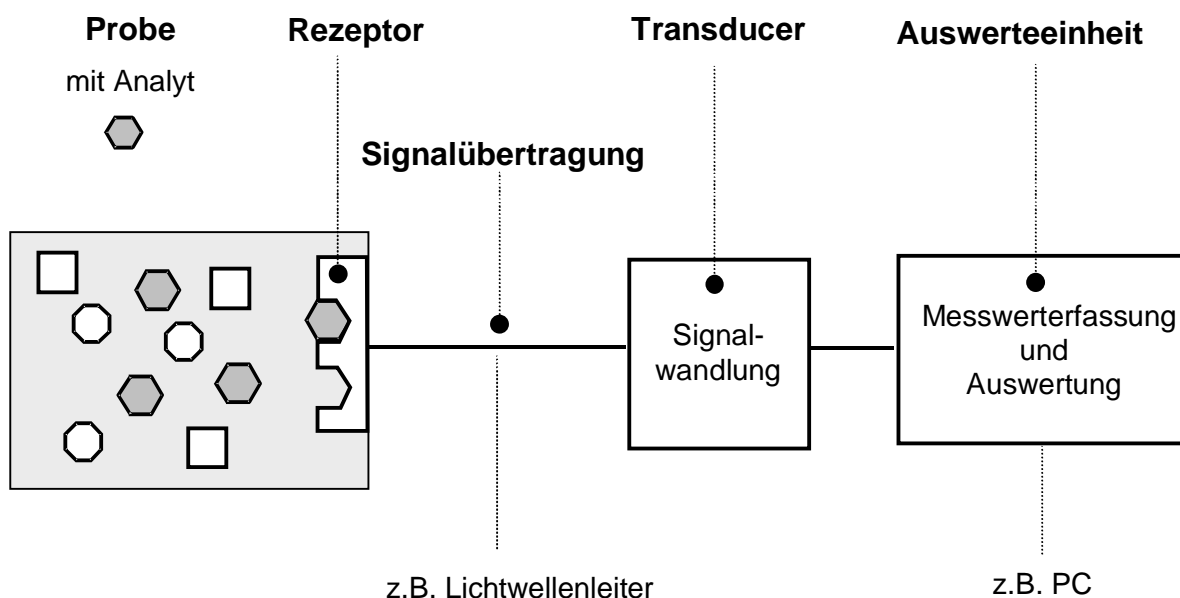 Probe
mit Analyt
Rezeptor
Transducer
Auswerteeinheit
Signalübertragung
Signal-
wandlung
Messwerterfassung
und
Auswertung
z.B. Lichtwellenleiter
z.B. PC